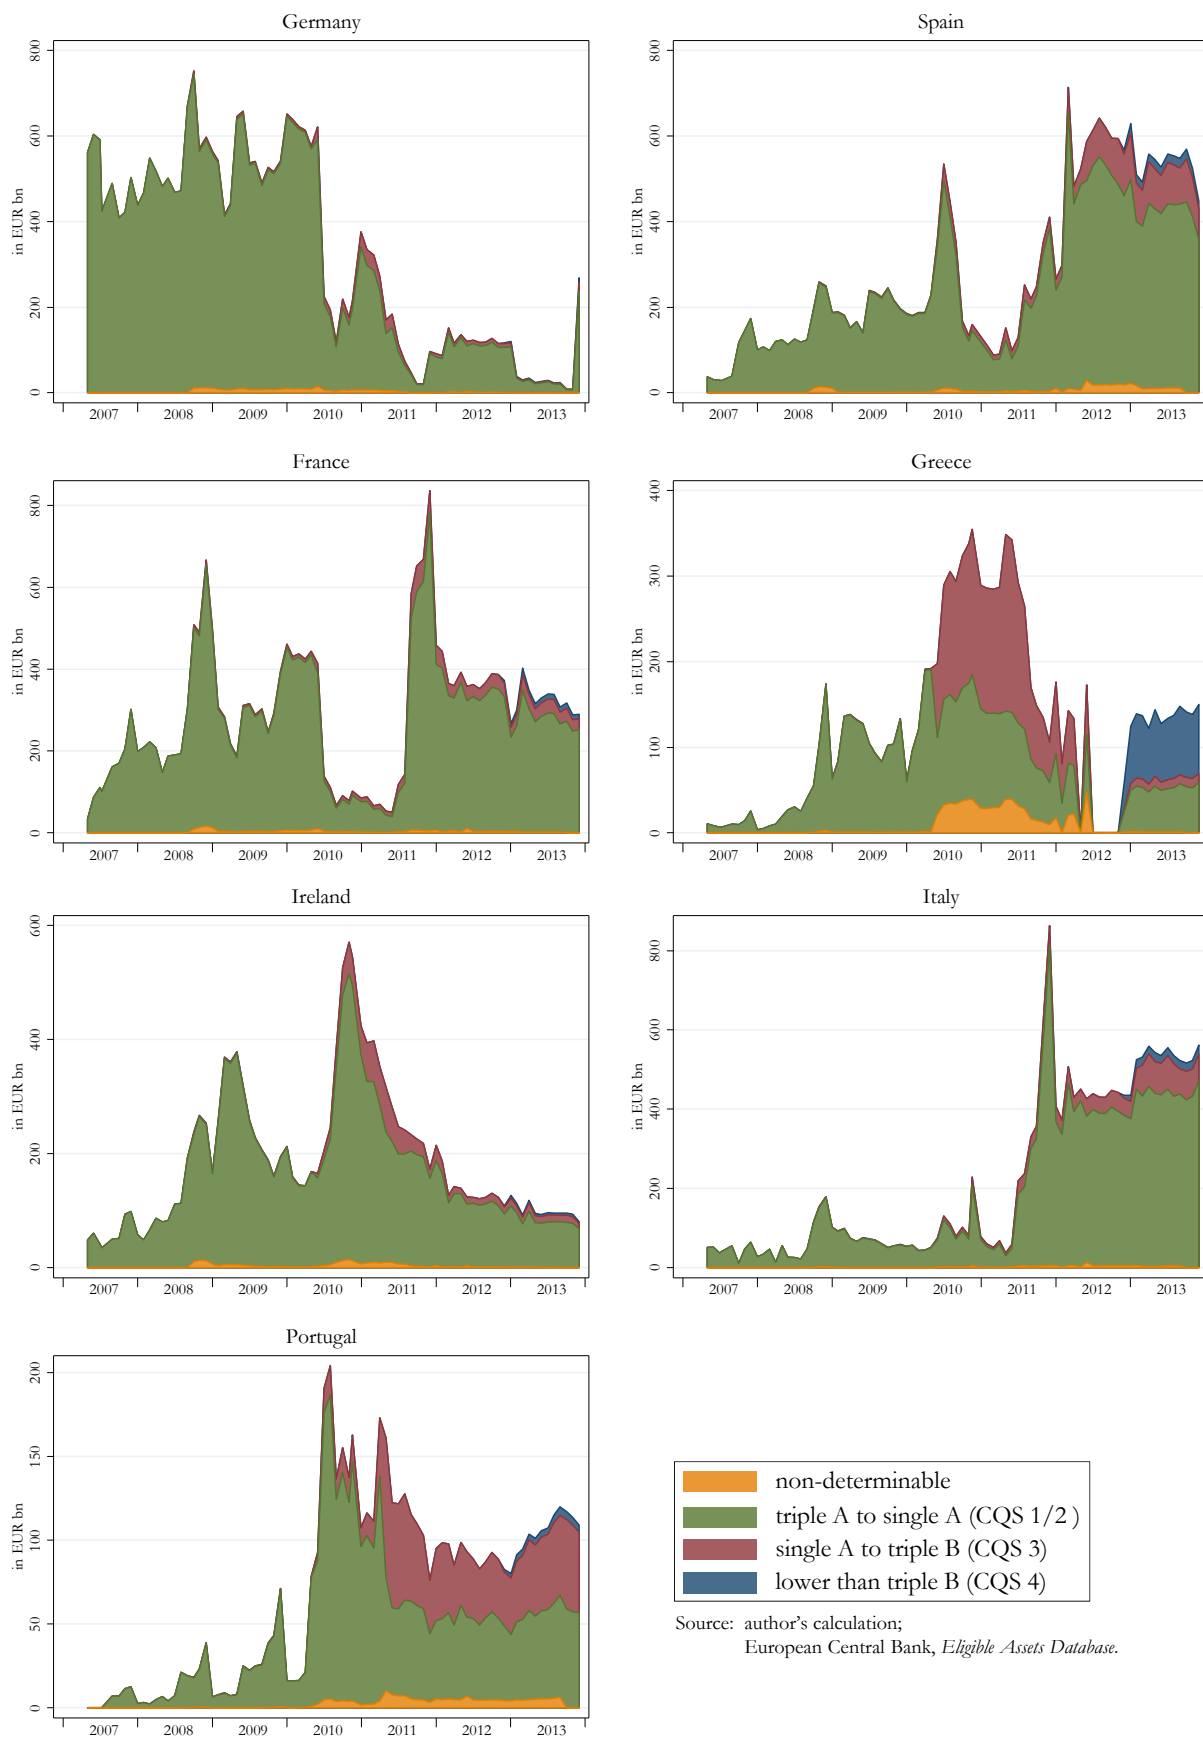 Germany
in EUR bn
800
600
400
200
0
2007 2008 2009 2010 2011 2012 2013
Spain
in EUR bn
800
600
400
200
0
2007 2008 2009 2010 2011 2012 2013
France
in EUR bn
800
600
400
200
0
2007 2008 2009 2010 2011 2012 2013
Greece
in EUR bn
400
300
200
100
0
2007 2008 2009 2010 2011 2012 2013
Ireland
in EUR bn
600
400
200
0
2007 2008 2009 2010 2011 2012 2013
Italy
in EUR bn
800
600
400
200
0
2007 2008 2009 2010 2011 2012 2013
Portugal
in EUR bn
200
150
100
50
0
2007 2008 2009 2010 2011 2012 2013
non-determinable
triple A to single A (CQS 1/2 )
single A to triple B (CQS 3)
lower than triple B (CQS 4)
Source: author's calculation;
European Central Bank, Eligible Assets Database.